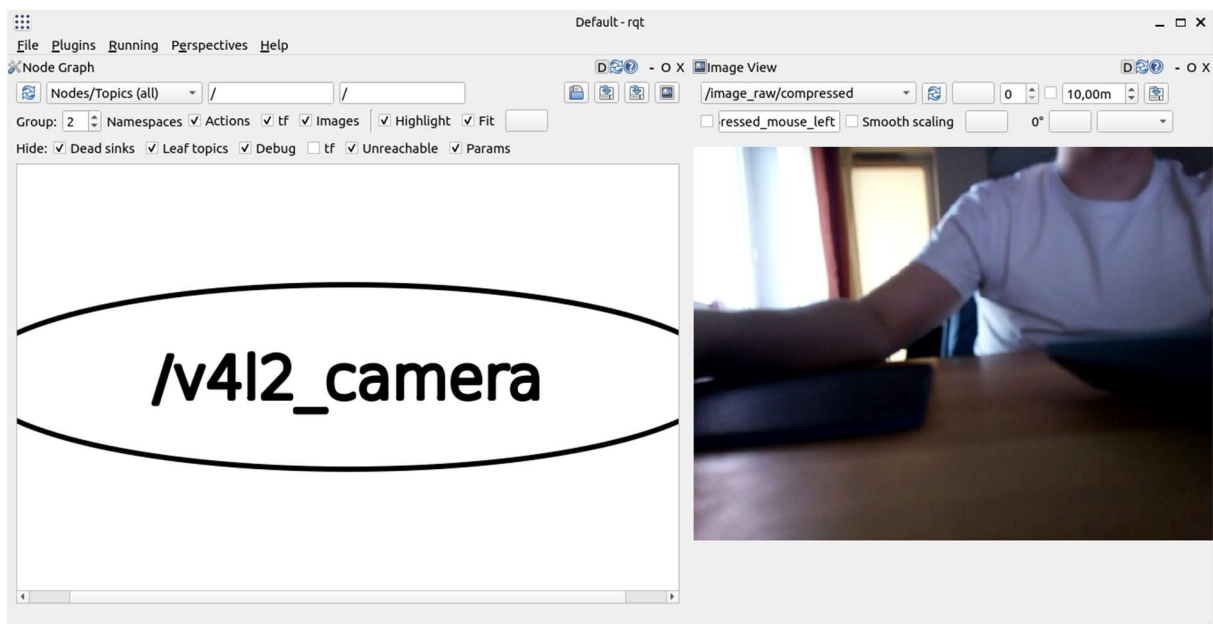 Default - rqt
File Plugins Running Perspectives Help
Node Graph
D - O X
Image View
D - O X
Nodes/Topics (all) / /
/image_raw/compressed 0 10,00m
Group: 2 Namespaces Actions tf Images Highlight Fit
ressed_mouse_left Smooth scaling 0°
Hide: Dead sinks Leaf topics Debug tf Unreachable Params
/v4l2_camera